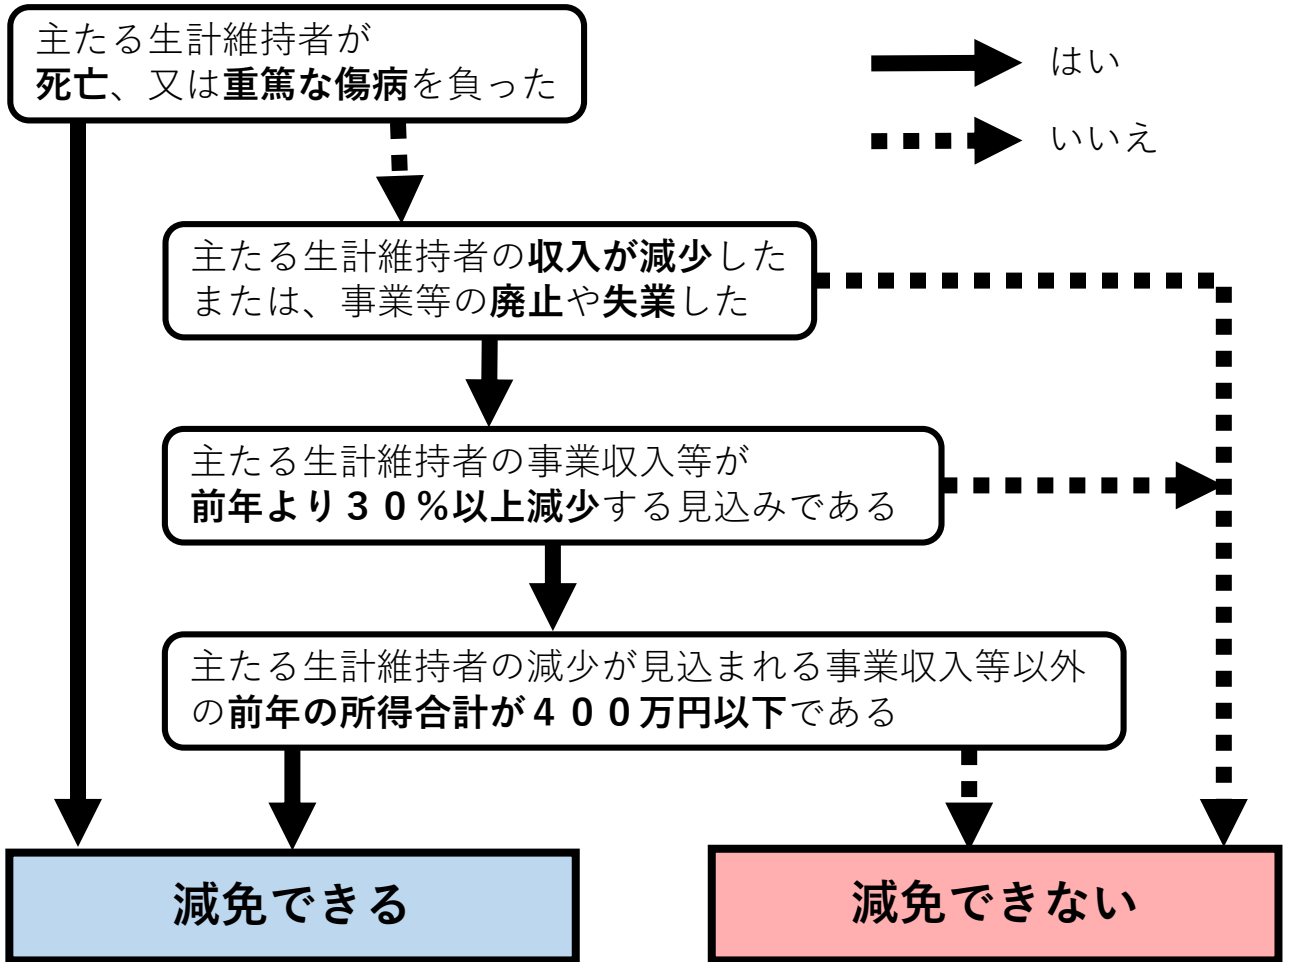 主たる生計維持者が
死亡、又は重篤な傷病を負った
はい
いいえ
主たる生計維持者の収入が減少した
または、事業等の廃止や失業した
主たる生計維持者の事業収入等が
前年より３０％以上減少する見込みである
主たる生計維持者の減少が見込まれる事業収入等以外
の前年の所得合計が４００万円以下である
減免できる
減免できない